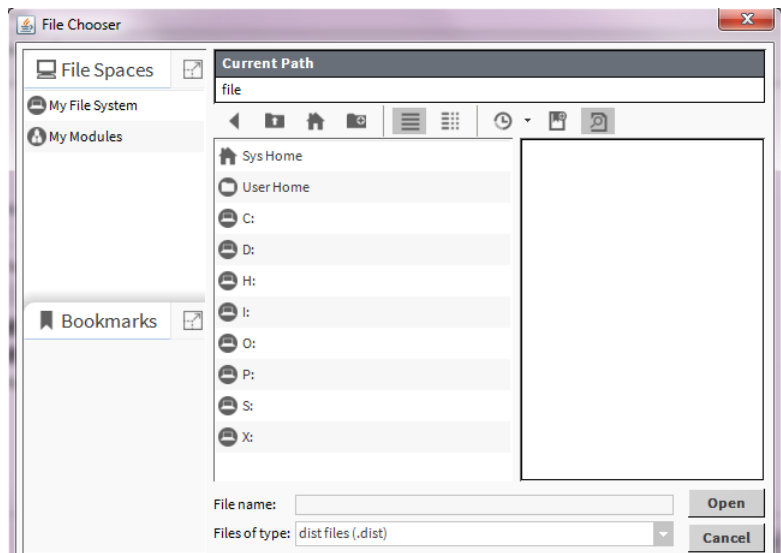 File Chooser
File Spaces
My File System
My Modules
Bookmarks
Current Path
file
Sys Home
User Home
C:
D:
H:
I:
O:
P:
S:
X:
File name:
Open
Files of type: dist files (.dist)
Cancel